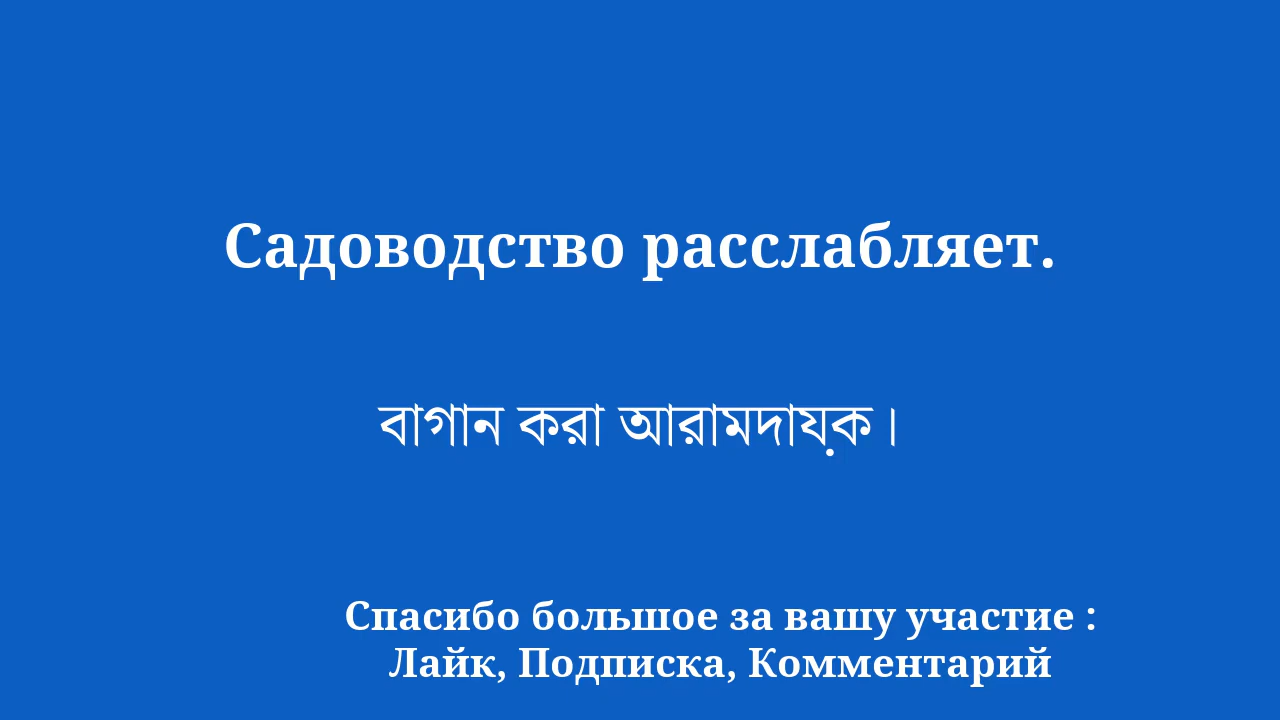 Садоводство расслабляет.
বাগান করা আরামদায়ক।
Спасибо большое за вашу участие :
Лайк, Подписка, Комментарий